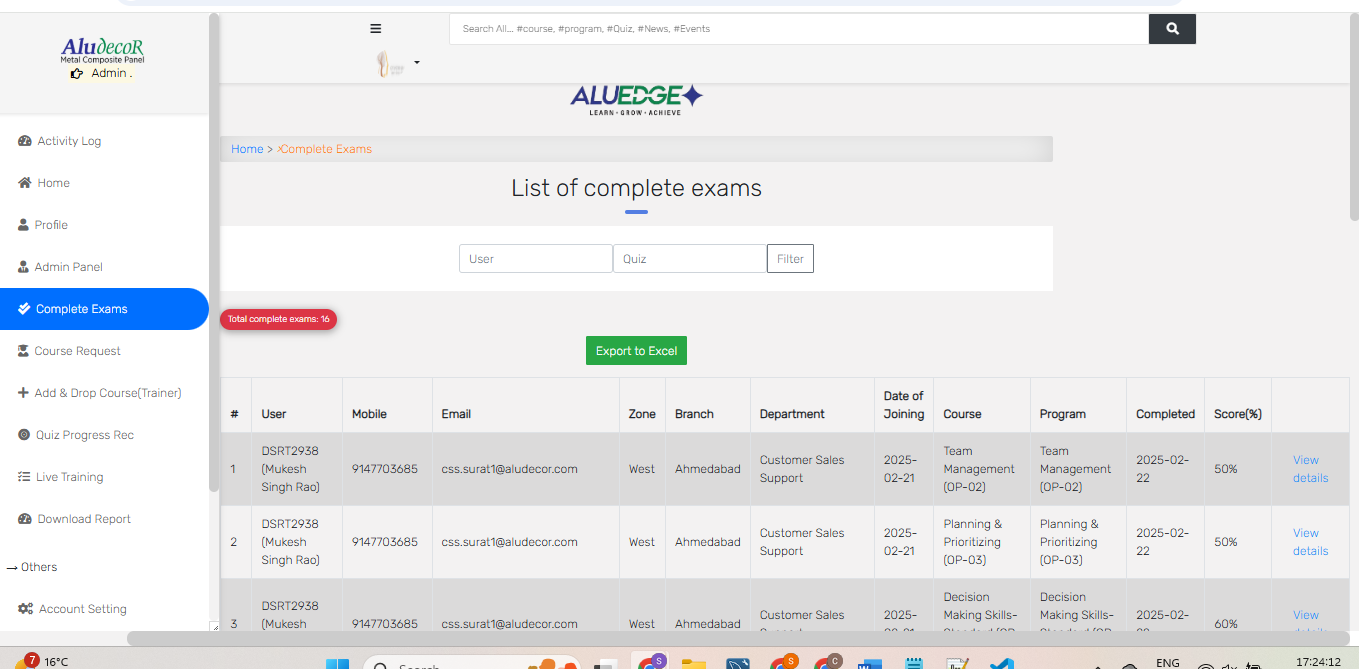 AludecoR
Metal Composite Panel
Admin .
Search All... #course, #program, #Quiz, #News, #Events
ALUEDGE
LEARN · GROW · ACHIEVE
Activity Log
Home
Profile
Admin Panel
Complete Exams
Course Request
Add & Drop Course(Trainer)
Quiz Progress Rec
Live Training
Download Report
Others
Account Setting
Home > Complete Exams
List of complete exams
User
Quiz
Filter
Total complete exams: 16
Export to Excel
# User Mobile Email Zone Branch Department Date of Joining Course Program Completed Score(%)
1 DSRT2938 (Mukesh Singh Rao) 9147703685 css.surat1@aludecor.com West Ahmedabad Customer Sales Support 2025-02-21 Team Management (OP-02) Team Management (OP-02) 2025-02-22 50% View details
2 DSRT2938 (Mukesh Singh Rao) 9147703685 css.surat1@aludecor.com West Ahmedabad Customer Sales Support 2025-02-21 Planning & Prioritizing (OP-03) Planning & Prioritizing (OP-03) 2025-02-22 50% View details
3 DSRT2938 (Mukesh 9147703685 css.surat1@aludecor.com West Ahmedabad Customer Sales 2025- Decision Making Skills- Decision Making Skills- 2025-02- 60% View
7 16°C
Search
S
S
C
ENG
17:24:12